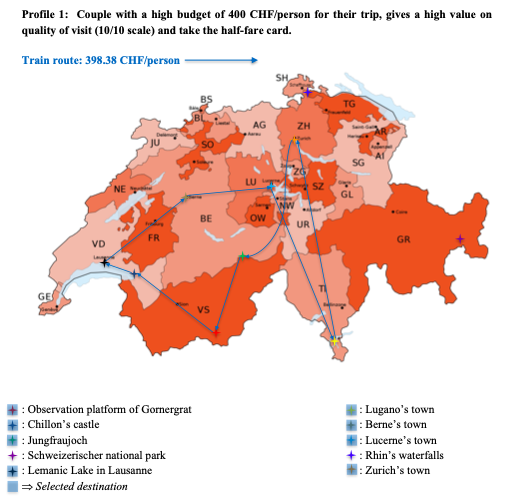 Profile 1: Couple with a high budget of 400 CHF/person for their trip, gives a high value on
quality of visit (10/10 scale) and take the half-fare card.
Train route: 398.38 CHF/person
SH
BS
BL
TG
JU
AG
ZH
AR
SO
AI
ZG
SG
NE
LU
SZ
GL
NW
OW
BE
UR
VD
FR
GR
GE
TI
VS
: Observation platform of Gornergrat
: Chillon's castle
: Jungfraujoch
: Schweizerischer national park
: Lemanic Lake in Lausanne
⇒ Selected destination
: Lugano's town
: Berne's town
: Lucerne's town
: Rhin's waterfalls
: Zurich's town